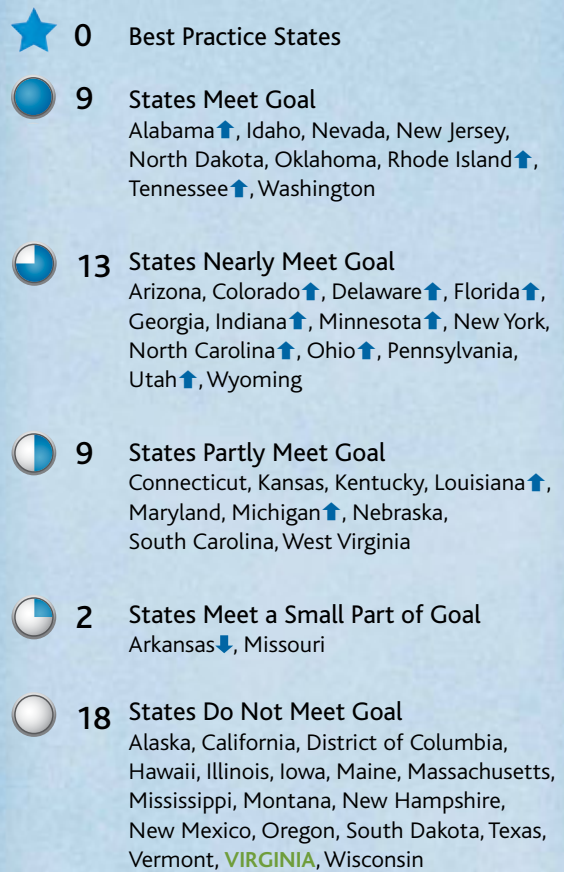 0 Best Practice States
9 States Meet Goal
Alabama⬆, Idaho, Nevada, New Jersey,
North Dakota, Oklahoma, Rhode Island⬆,
Tennessee⬆, Washington
13 States Nearly Meet Goal
Arizona, Colorado⬆, Delaware⬆, Florida⬆,
Georgia, Indiana⬆, Minnesota⬆, New York,
North Carolina⬆, Ohio⬆, Pennsylvania,
Utah⬆, Wyoming
9 States Partly Meet Goal
Connecticut, Kansas, Kentucky, Louisiana⬆,
Maryland, Michigan⬆, Nebraska,
South Carolina, West Virginia
2 States Meet a Small Part of Goal
Arkansas⬇, Missouri
18 States Do Not Meet Goal
Alaska, California, District of Columbia,
Hawaii, Illinois, Iowa, Maine, Massachusetts,
Mississippi, Montana, New Hampshire,
New Mexico, Oregon, South Dakota, Texas,
Vermont, VIRGINIA, Wisconsin